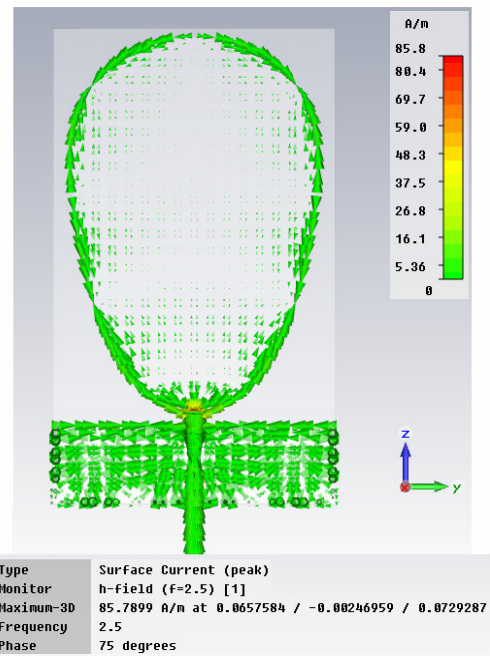 A/m
85.8
80.4
69.7
59.0
48.3
37.5
26.8
16.1
5.36
0
z
y
Type Surface Current (peak)
Monitor h-field (f=2.5) [1]
Maximum-3D 85.7899 A/m at 0.0657584 / -0.00246959 / 0.0729287
Frequency 2.5
Phase 75 degrees